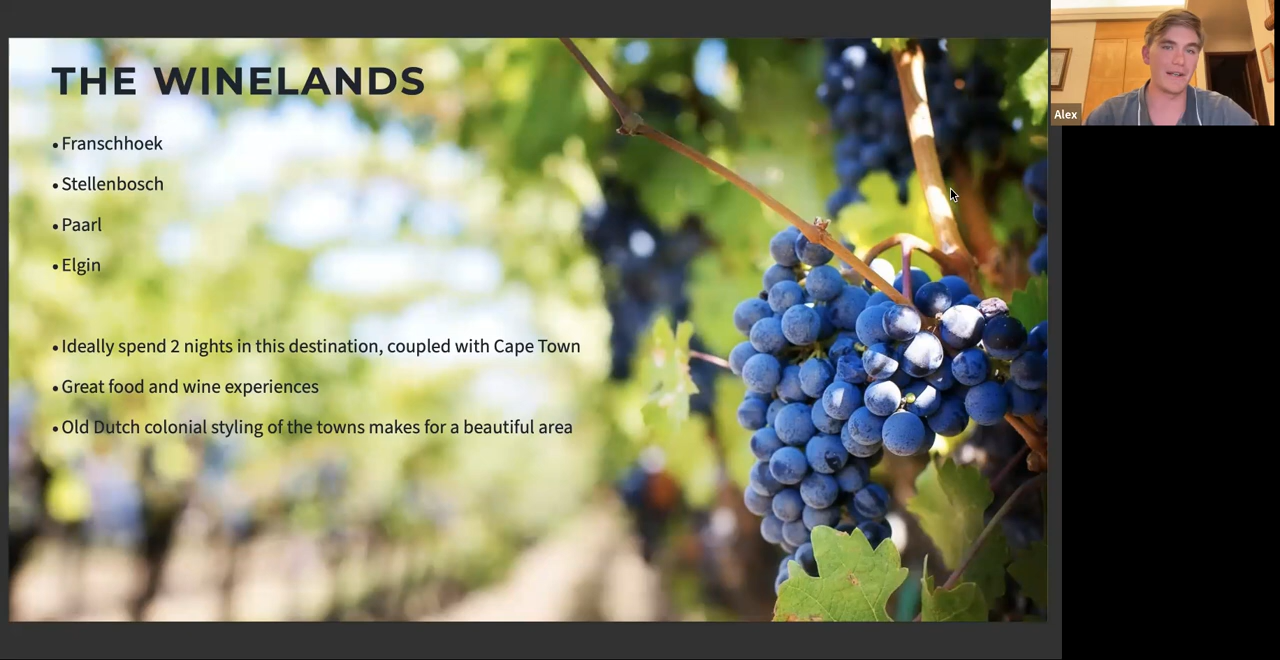 THE WINELANDS
• Franschhoek
• Stellenbosch
• Paarl
• Elgin
• Ideally spend 2 nights in this destination, coupled with Cape Town
• Great food and wine experiences
• Old Dutch colonial styling of the towns makes for a beautiful area
Alex